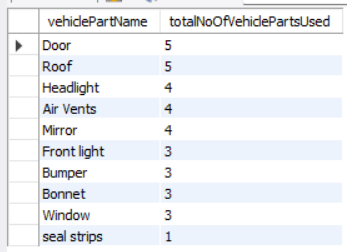 vehiclePartName totalNoOfVehiclePartsUsed
Door 5
Roof 5
Headlight 4
Air Vents 4
Mirror 4
Front light 3
Bumper 3
Bonnet 3
Window 3
seal strips 1